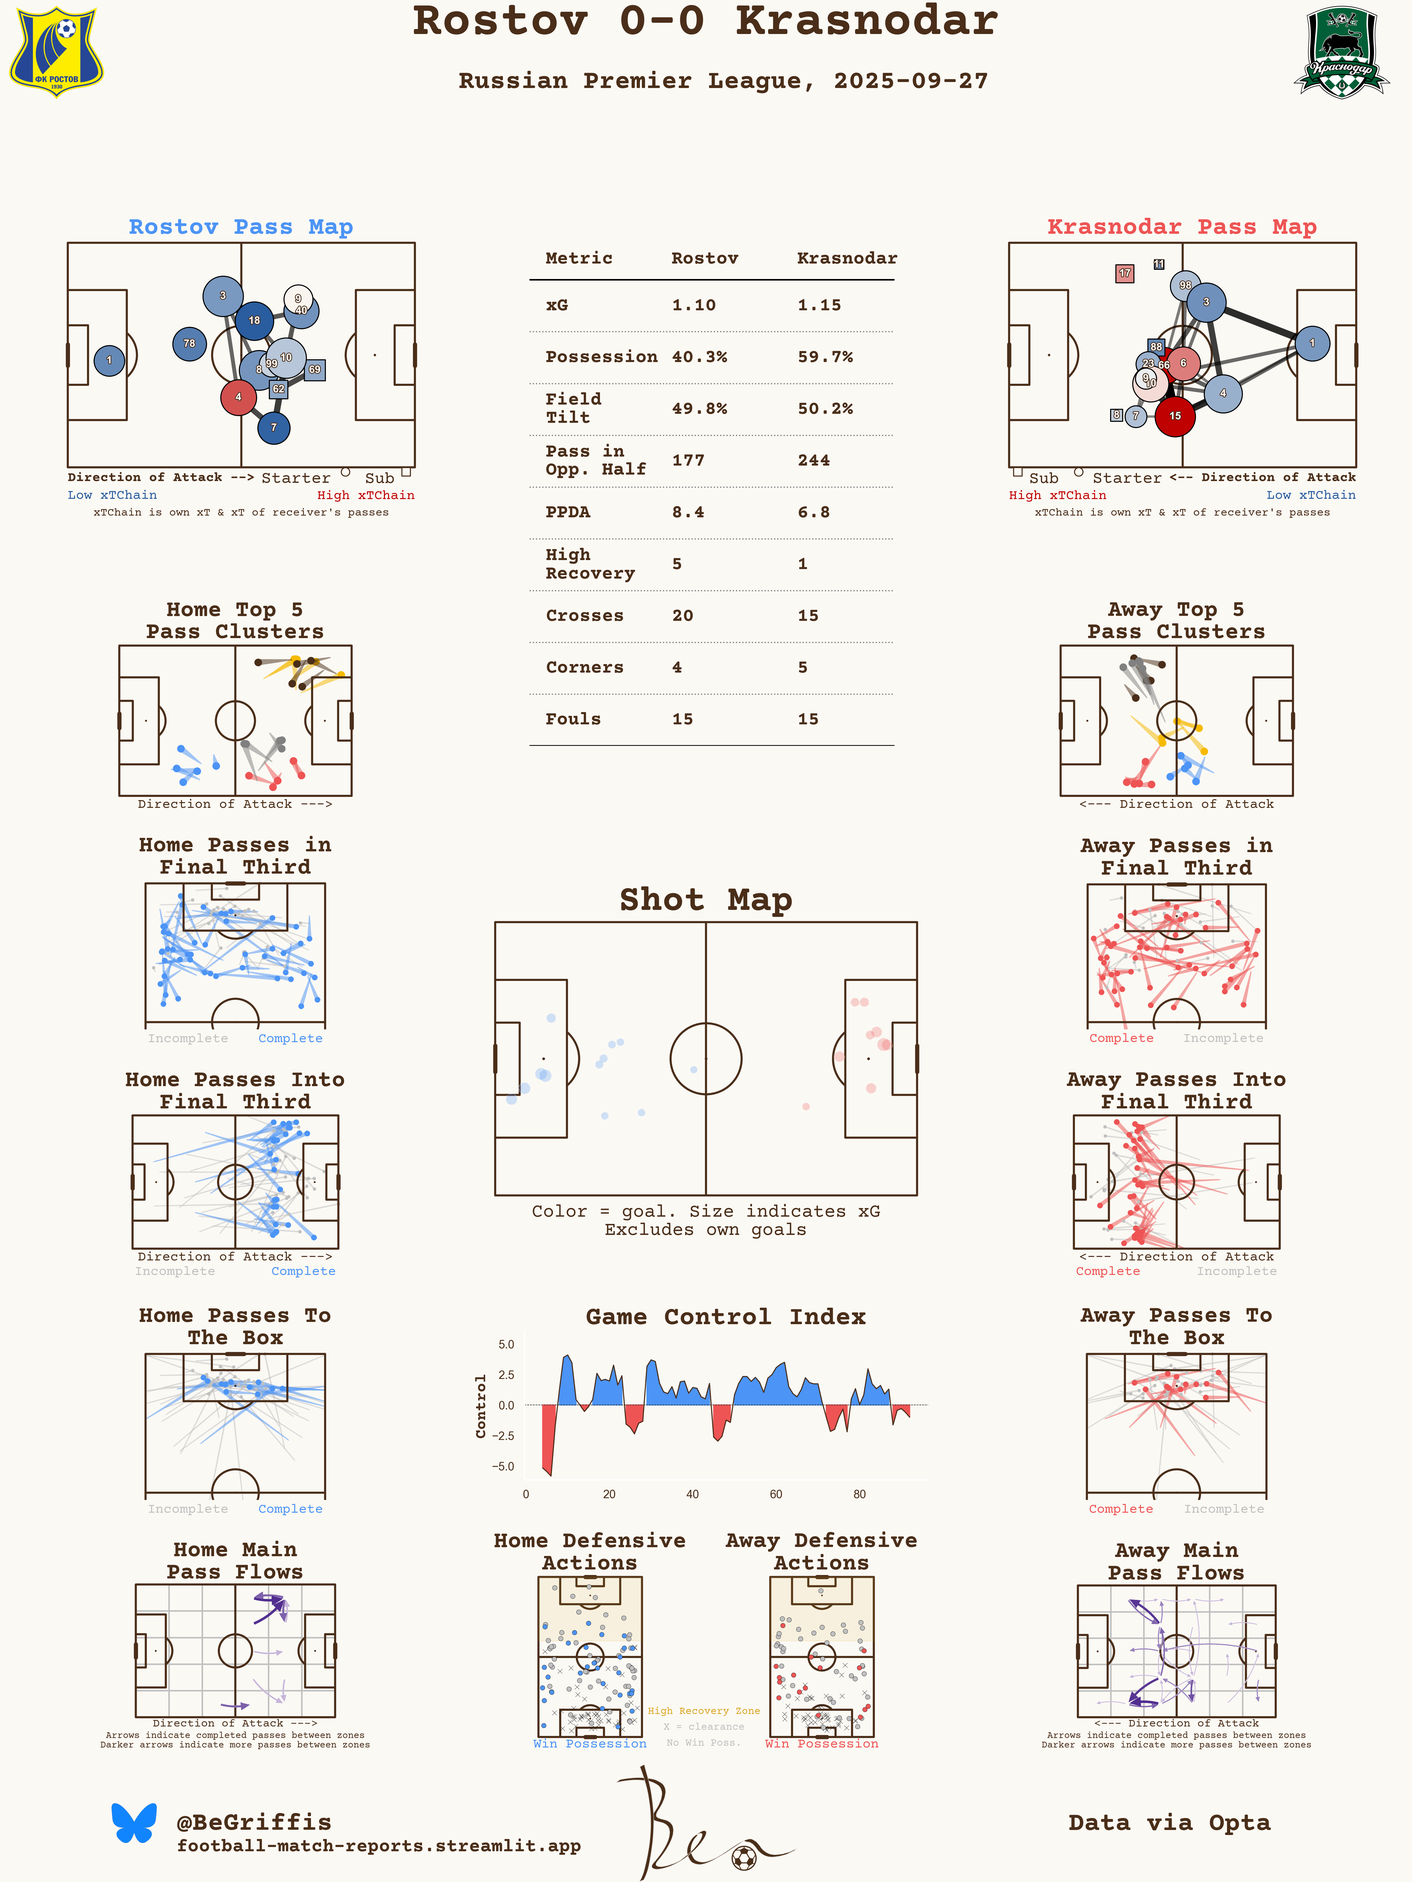 Rostov 0-0 Krasnodar
Russian Premier League, 2025-09-27
ФК РОСТОВ
1930
Краснодар
Rostov Pass Map
3
9
40
18
78
1
10
99
8
69
62
4
7
Direction of Attack --> Starter Sub
Low xTChain High xTChain
xTChain is own xT & xT of receiver's passes
Metric Rostov Krasnodar
xG 1.10 1.15
Possession 40.3% 59.7%
Field
Tilt 49.8% 50.2%
Pass in
Opp. Half 177 244
PPDA 8.4 6.8
High
Recovery 5 1
Crosses 20 15
Corners 4 5
Fouls 15 15
Krasnodar Pass Map
11
17
98
3
1
88
23
66
6
9
10
4
8
7
15
Sub Starter <-- Direction of Attack
High xTChain Low xTChain
xTChain is own xT & xT of receiver's passes
Home Top 5
Pass Clusters
Direction of Attack --->
Away Top 5
Pass Clusters
<--- Direction of Attack
Home Passes in
Final Third
Incomplete Complete
Away Passes in
Final Third
Complete Incomplete
Shot Map
Color = goal. Size indicates xG
Excludes own goals
Home Passes Into
Final Third
Direction of Attack --->
Incomplete Complete
Away Passes Into
Final Third
<--- Direction of Attack
Complete Incomplete
Home Passes To
The Box
Incomplete Complete
Game Control Index
Control
5.0
2.5
0.0
−2.5
−5.0
0 20 40 60 80
Away Passes To
The Box
Complete Incomplete
Home Main
Pass Flows
Direction of Attack --->
Arrows indicate completed passes between zones
Darker arrows indicate more passes between zones
Home Defensive
Actions
Win Possession
High Recovery Zone
X = clearance
No Win Poss.
Away Defensive
Actions
Win Possession
Away Main
Pass Flows
<--- Direction of Attack
Arrows indicate completed passes between zones
Darker arrows indicate more passes between zones
@BeGriffis
football-match-reports.streamlit.app
Ben
Data via Opta